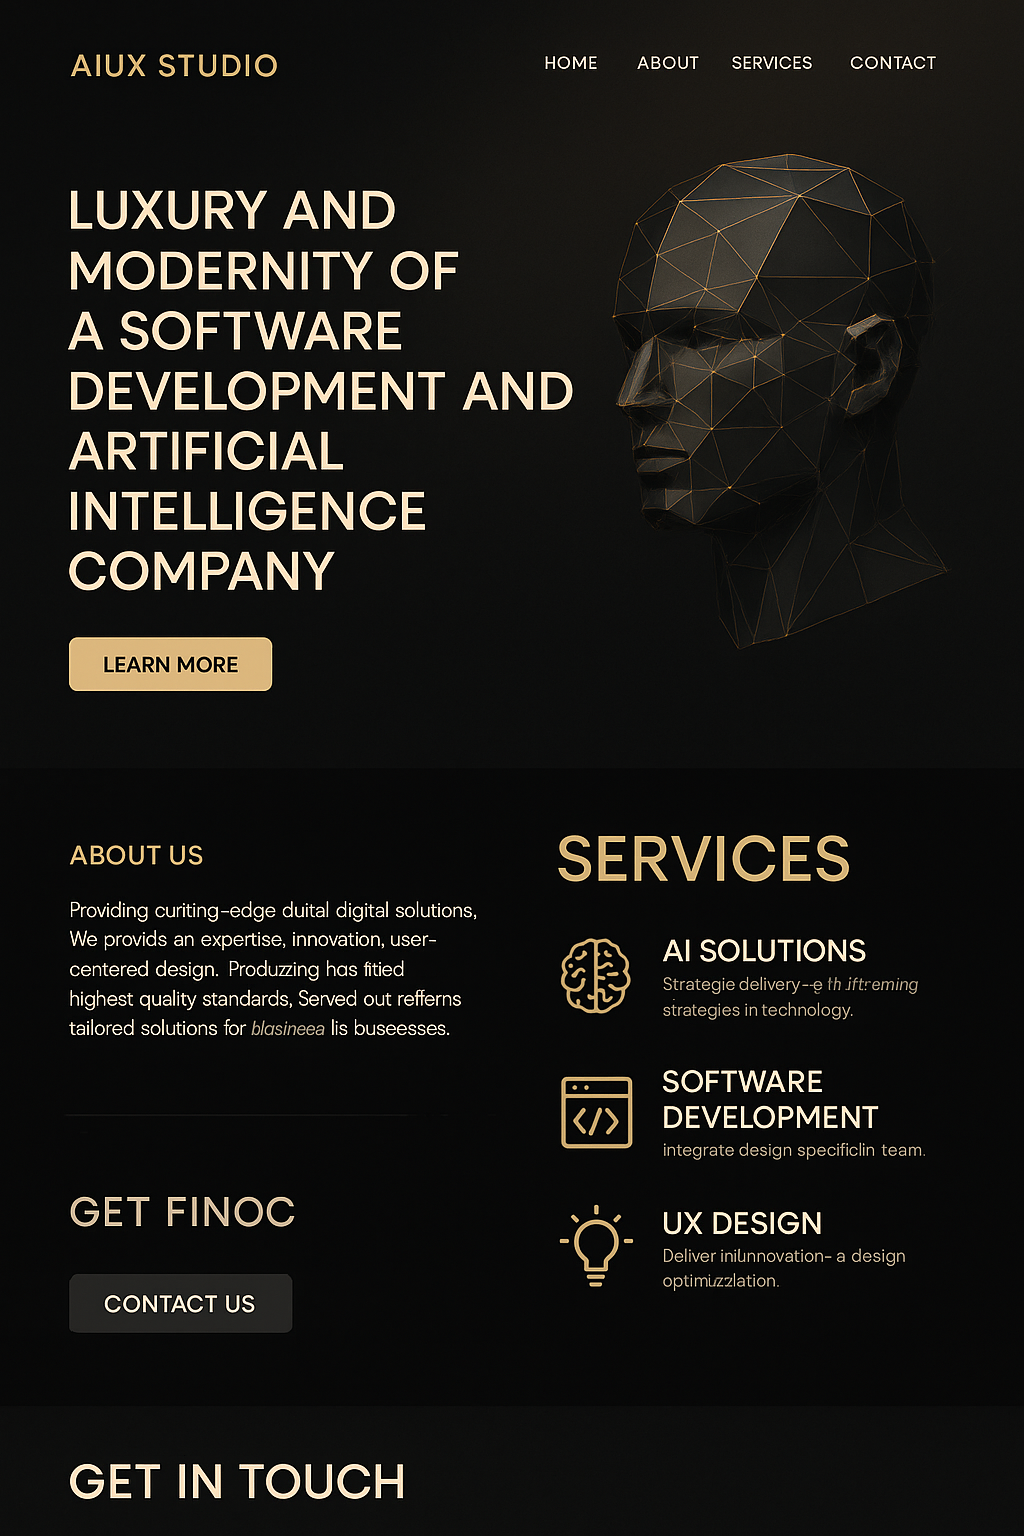 AIUX STUDIO
HOME ABOUT SERVICES CONTACT
LUXURY AND
MODERNITY OF
A SOFTWARE
DEVELOPMENT AND
ARTIFICIAL
INTELLIGENCE
COMPANY
LEARN MORE
ABOUT US
Providing curiting-edge duital digital solutions,
We provids an expertise, innovation, user-
centered design. Produzzing has fitied
highest quality standards, Served out refferns
tailored solutions for blasineea lis buseesses.
GET FINOC
CONTACT US
SERVICES
AI SOLUTIONS
Strategie delivery
strategies in technology.
SOFTWARE
DEVELOPMENT
integrate design specificlin team.
UX DESIGN
Deliver inilunnovation- a design
optimuzzlation.
GET IN TOUCH